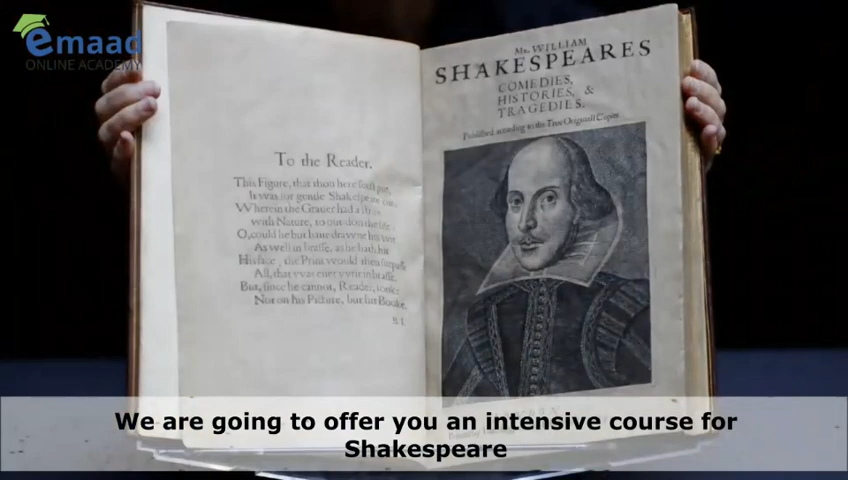 emaad
ONLINE ACADEMY
To the Reader.
This Figure, that thou here seest put,
It was for gentle Shakespeare cut;
Wherein the Grauer had a strife
with Nature, to out-doo the life:
O, could he but haue drawne his wit
As well in brasse, as he hath hit
His face, the Print would then surpasse
All, that vvas euer vvrit in brasse.
But, since he cannot, Reader, looke
Not on his Picture, but his Booke.
B. I.
Mr. WILLIAM
SHAKESPEARES
COMEDIES,
HISTORIES, &
TRAGEDIES.
Published according to the True Originall Copies
We are going to offer you an intensive course for
Shakespeare